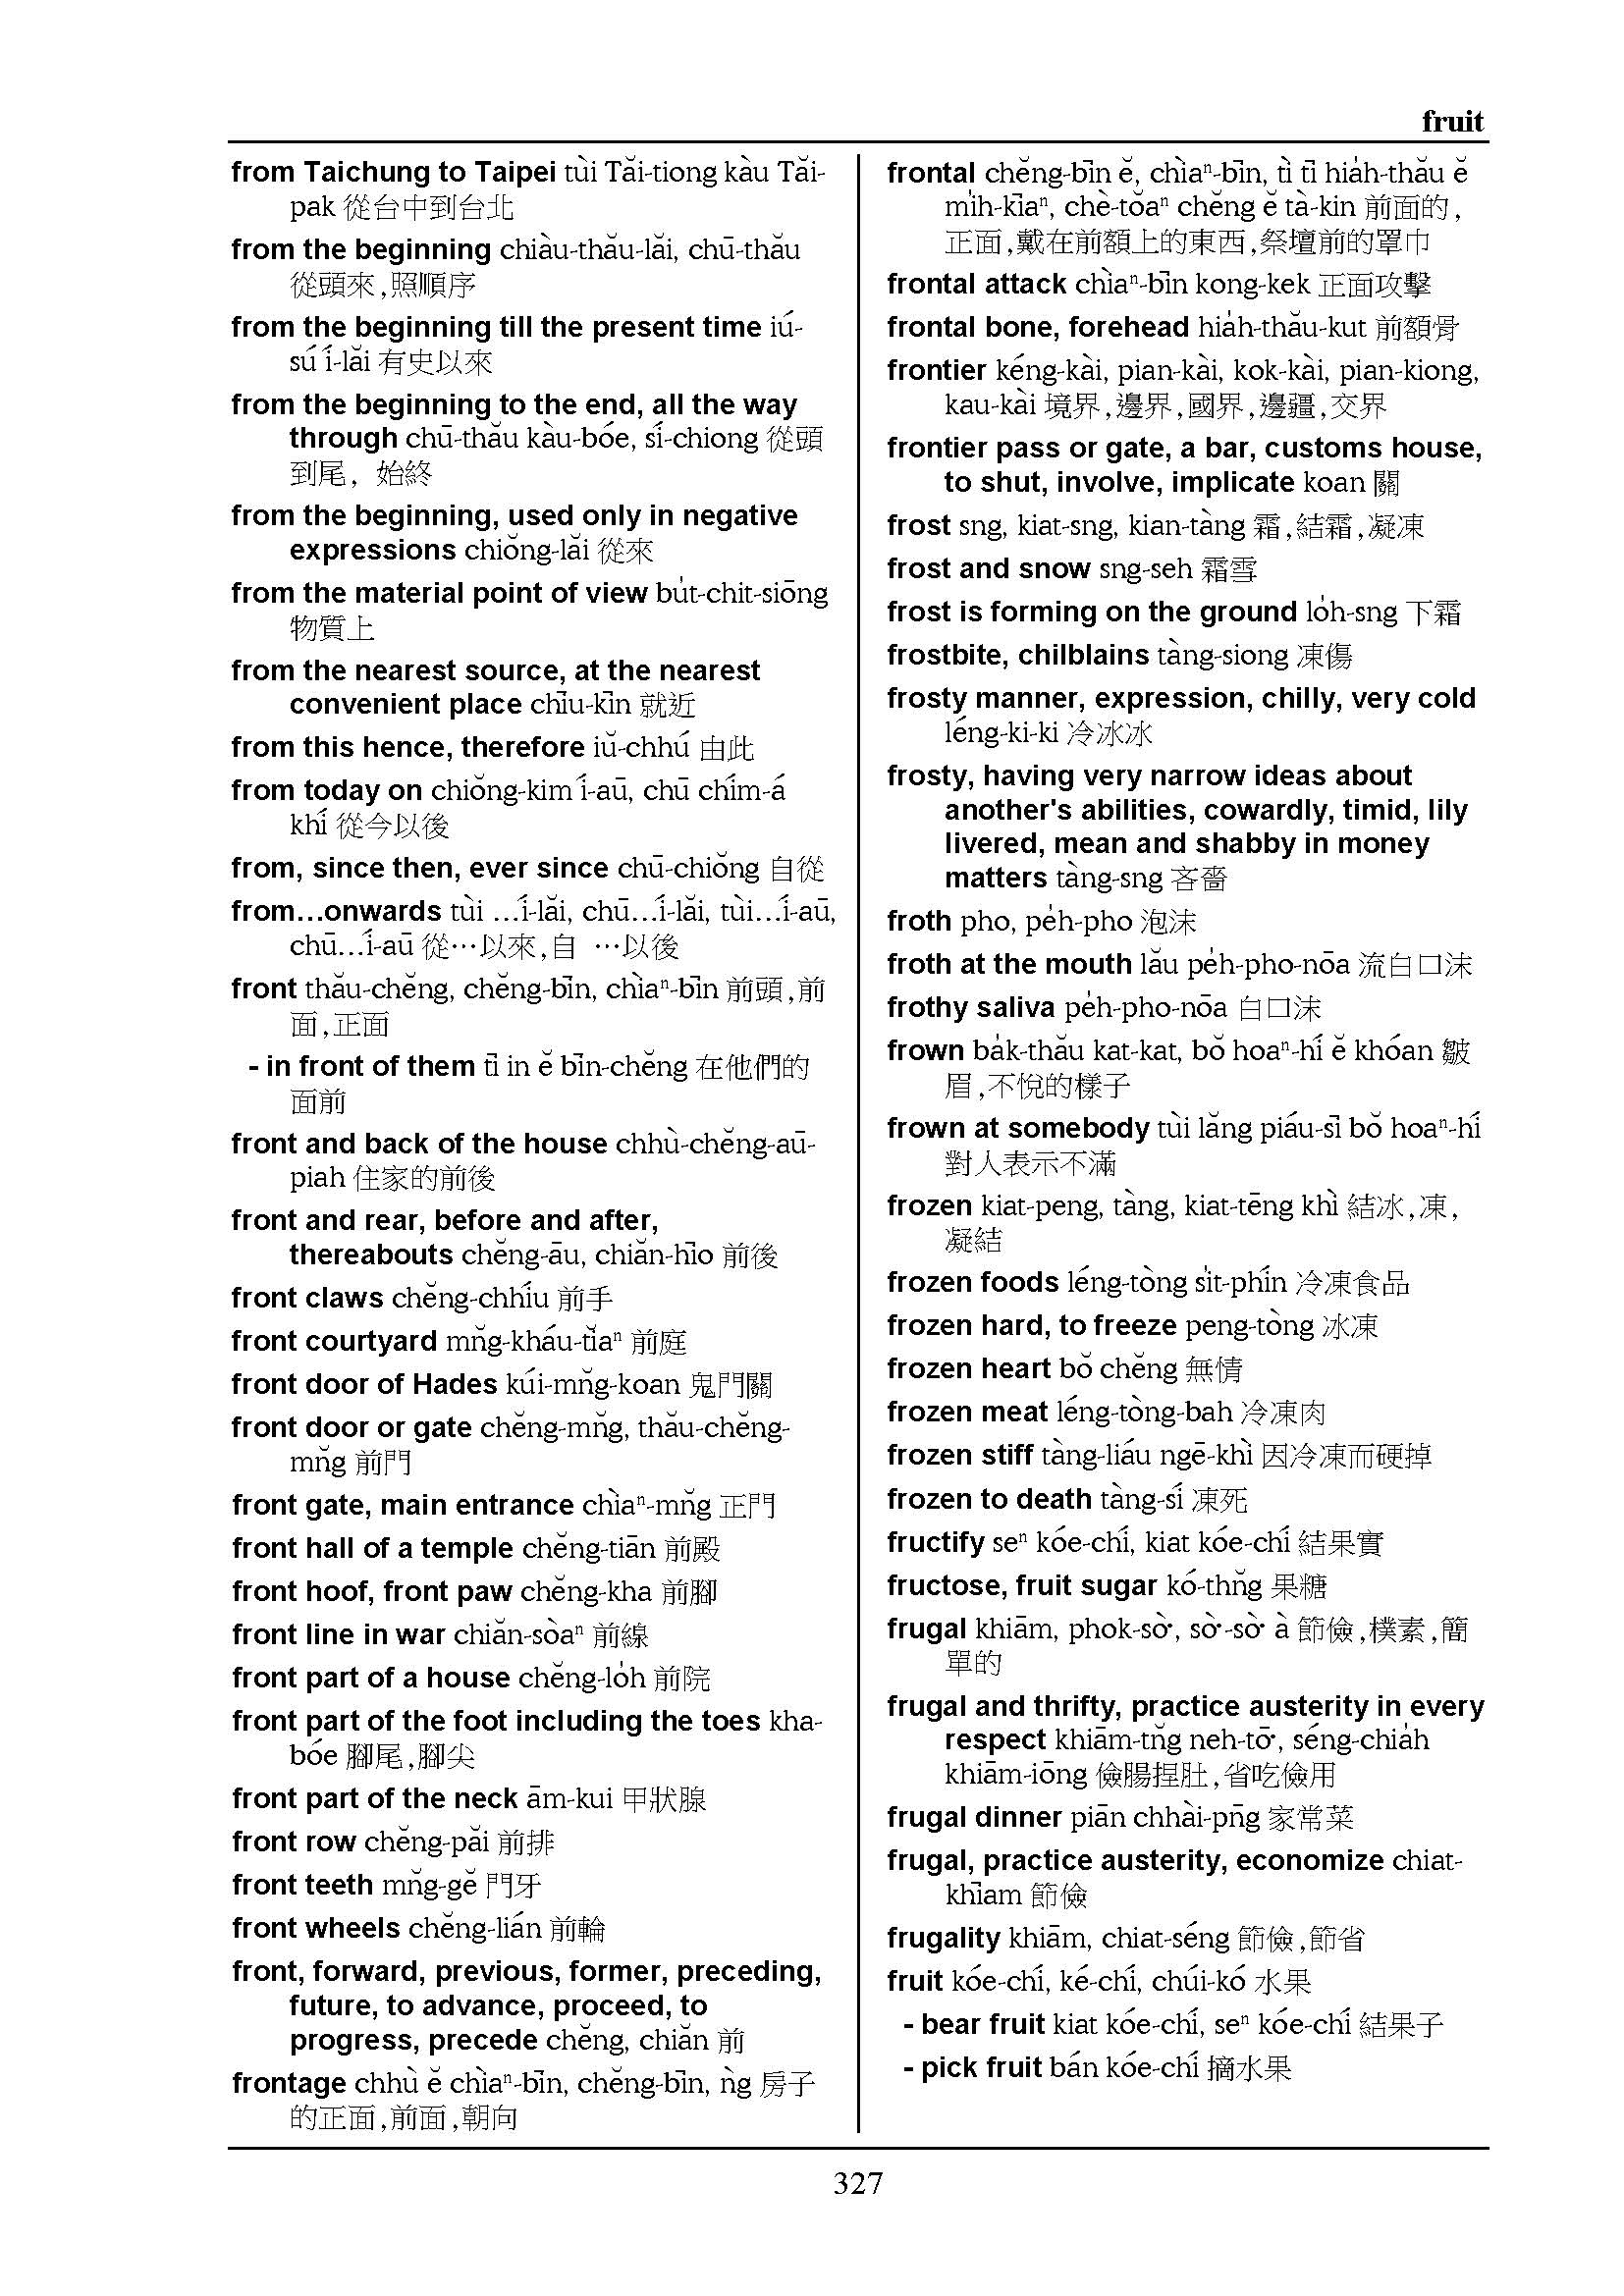 fruit
from Taichung to Taipei tùi Tăi-tiong kàu Tăi-
pak 從台中到台北
from the beginning chiàu-thău-lăi, chū-thău
從頭來,照順序
from the beginning till the present time iú-
sú í-lăi 有史以來
from the beginning to the end, all the way
through chū-thău kàu-bóe, sí-chiong 從頭
到尾, 始終
from the beginning, used only in negative
expressions chiŏng-lăi 從來
from the material point of view bu̍t-chit-siōng
物質上
from the nearest source, at the nearest
convenient place chīu-kīn 就近
from this hence, therefore iŭ-chhú 由此
from today on chiŏng-kim í-aū, chū chím-á
khí 從今以後
from, since then, ever since chū-chiŏng 自從
from…onwards tùi …í-lăi, chū…í-lăi, tùi…í-aū,
chū…í-aū 從⋯以來,自 ⋯以後
front thău-chĕng, chĕng-bīn, chìaⁿ-bīn 前頭,前
面,正面
- in front of them tī in ĕ bīn-chĕng 在他們的
面前
front and back of the house chhù-chĕng-aū-
piah 住家的前後
front and rear, before and after,
thereabouts chĕng-āu, chiăn-hīo 前後
front claws chĕng-chhíu 前手
front courtyard mn̆g-kháu-tĭaⁿ 前庭
front door of Hades kúi-mn̆g-koan 鬼門關
front door or gate chĕng-mn̆g, thău-chĕng-
mn̆g 前門
front gate, main entrance chìaⁿ-mn̆g 正門
front hall of a temple chĕng-tiān 前殿
front hoof, front paw chĕng-kha 前腳
front line in war chiăn-sòaⁿ 前線
front part of a house chĕng-lo̍h 前院
front part of the foot including the toes kha-
bóe 腳尾,腳尖
front part of the neck ām-kui 甲狀腺
front row chĕng-păi 前排
front teeth mn̆g-gĕ 門牙
front wheels chĕng-lián 前輪
front, forward, previous, former, preceding,
future, to advance, proceed, to
progress, precede chĕng, chiăn 前
frontage chhù ĕ chìaⁿ-bīn, chĕng-bīn, ǹg 房子
的正面,前面,朝向
frontal chĕng-bīn ĕ, chìaⁿ-bīn, tì tī hia̍h-thău ĕ
mi̍h-kīaⁿ, chè-tŏaⁿ chĕng ĕ tà-kin 前面的,
正面,戴在前額上的東西,祭壇前的罩巾
frontal attack chìaⁿ-bīn kong-kek 正面攻擊
frontal bone, forehead hia̍h-thău-kut 前額骨
frontier kéng-kài, pian-kài, kok-kài, pian-kiong,
kau-kài 境界,邊界,國界,邊疆,交界
frontier pass or gate, a bar, customs house,
to shut, involve, implicate koan 關
frost sng, kiat-sng, kian-tàng 霜,結霜,凝凍
frost and snow sng-seh 霜雪
frost is forming on the ground lo̍h-sng 下霜
frostbite, chilblains tàng-siong 凍傷
frosty manner, expression, chilly, very cold
léng-ki-ki 冷冰冰
frosty, having very narrow ideas about
another's abilities, cowardly, timid, lily
livered, mean and shabby in money
matters tàng-sng 吝嗇
froth pho, pe̍h-pho 泡沫
froth at the mouth lău pe̍h-pho-nōa 流白口沫
frothy saliva pe̍h-pho-nōa 白口沫
frown ba̍k-thău kat-kat, bŏ hoaⁿ-hí ĕ khóan 皺
眉,不悅的樣子
frown at somebody tùi lăng piáu-sī bŏ hoaⁿ-hí
對人表示不滿
frozen kiat-peng, tàng, kiat-tēng khì 結冰,凍,
凝結
frozen foods léng-tòng si̍t-phín 冷凍食品
frozen hard, to freeze peng-tòng 冰凍
frozen heart bŏ chĕng 無情
frozen meat léng-tòng-bah 冷凍肉
frozen stiff tàng-liáu ngē-khì 因冷凍而硬掉
frozen to death tàng-sí 凍死
fructify seⁿ kóe-chí, kiat kóe-chí 結果實
fructose, fruit sugar kó-thn̆g 果糖
frugal khiām, phok-sò͘, sò͘-sò͘ à 節儉,樸素,簡
單的
frugal and thrifty, practice austerity in every
respect khiām-tn̆g neh-tō͘, séng-chia̍h
khiām-iōng 儉腸捏肚,省吃儉用
frugal dinner piān chhài-pn̄g 家常菜
frugal, practice austerity, economize chiat-
khīam 節儉
frugality khiām, chiat-séng 節儉,節省
fruit kóe-chí, ké-chí, chúi-kó 水果
- bear fruit kiat kóe-chí, seⁿ kóe-chí 結果子
- pick fruit bán kóe-chí 摘水果
327